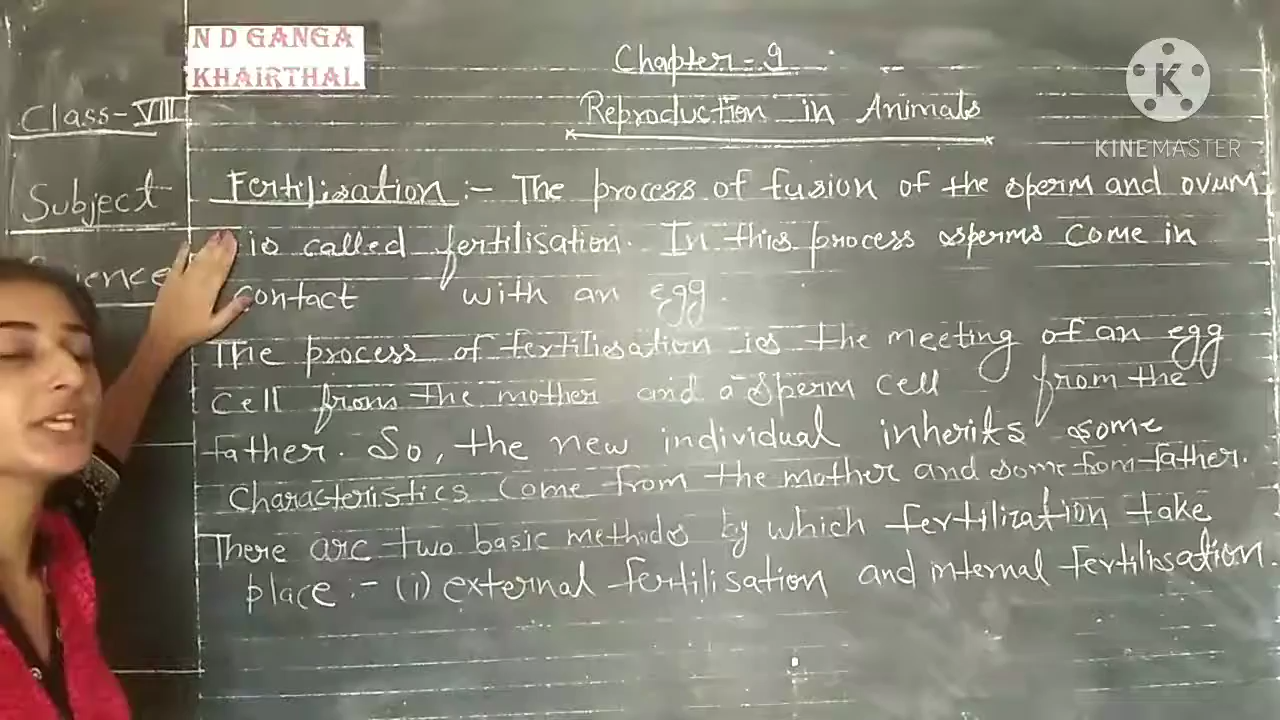 N D GANGA
KHAIRTHAL
Chapter - 9
K
KINEMASTER
Class - VIII
Reproduction in Animals
Subject
Science
Fertilisation :- The process of fusion of the sperm and ovum
is called fertilisation. In this process sperms come in
contact with an egg.
The process of fertilisation is the meeting of an egg
cell from the mother and a sperm cell from the
father. So, the new individual inherits some
characteristics come from the mother and some from father.
There are two basic methods by which fertilization take
place :- (i) external fertilisation and internal fertilisation.